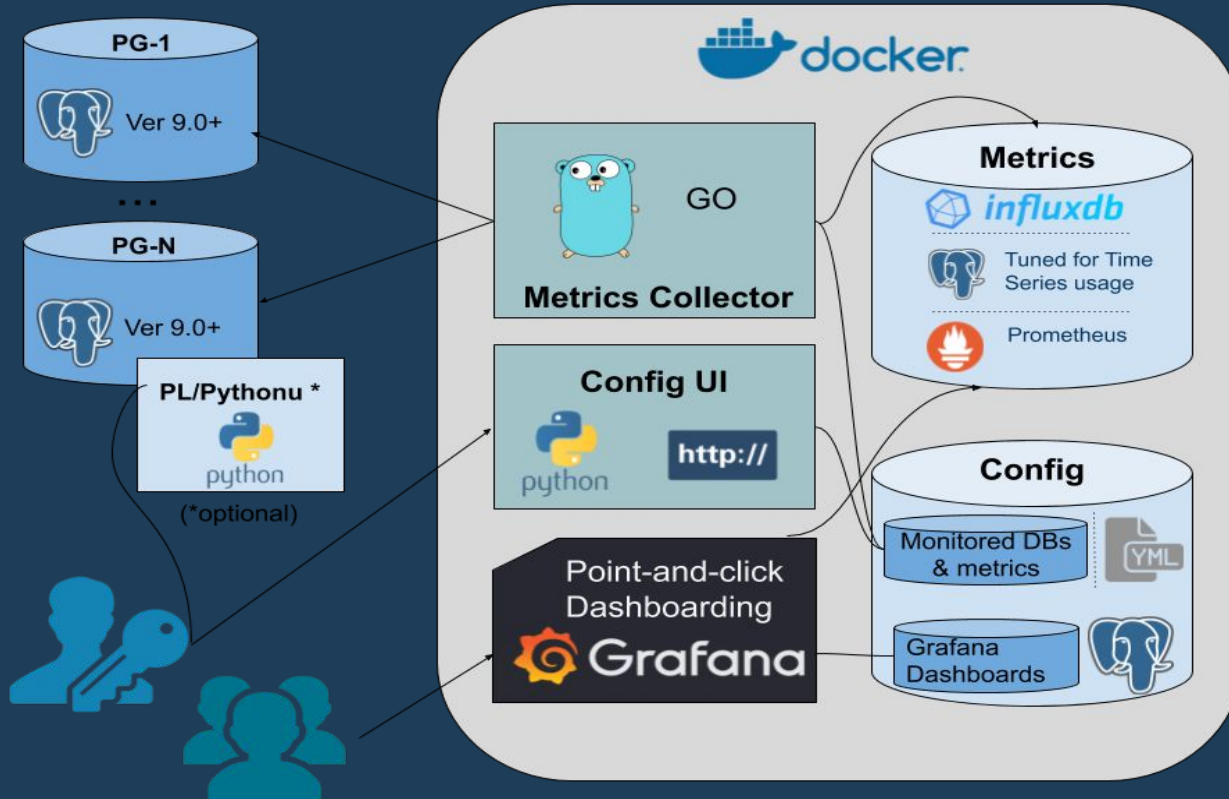 PG-1
Ver 9.0+
...
PG-N
Ver 9.0+
PL/Pythonu *
python
(*optional)
docker
GO
Metrics Collector
Config UI
python
http://
Point-and-click
Dashboarding
Grafana
Metrics
influxdb
Tuned for Time
Series usage
Prometheus
Config
Monitored DBs
& metrics
YML
Grafana
Dashboards